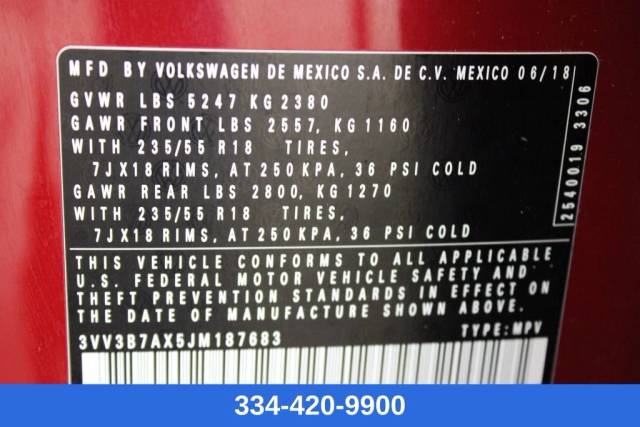 MFD BY VOLKSWAGEN DE MEXICO S.A. DE C.V. MEXICO 06/18
GVWR LBS 5247 KG 2380
GAWR FRONT LBS 2557, KG 1160
WITH 235/55 R18 TIRES,
7JX18 RIMS, AT 250 KPA, 36 PSI COLD
GAWR REAR LBS 2800, KG 1270
WITH 235/55 R18 TIRES,
7JX18 RIMS, AT 250 KPA, 36 PSI COLD
2540019 3306
THIS VEHICLE CONFORMS TO ALL APPLICABLE
U.S. FEDERAL MOTOR VEHICLE SAFETY AND
THEFT PREVENTION STANDARDS IN EFFECT ON
THE DATE OF MANUFACTURE SHOWN ABOVE.
3VV3B7AX5JM187683 TYPE: MPV
334-420-9900